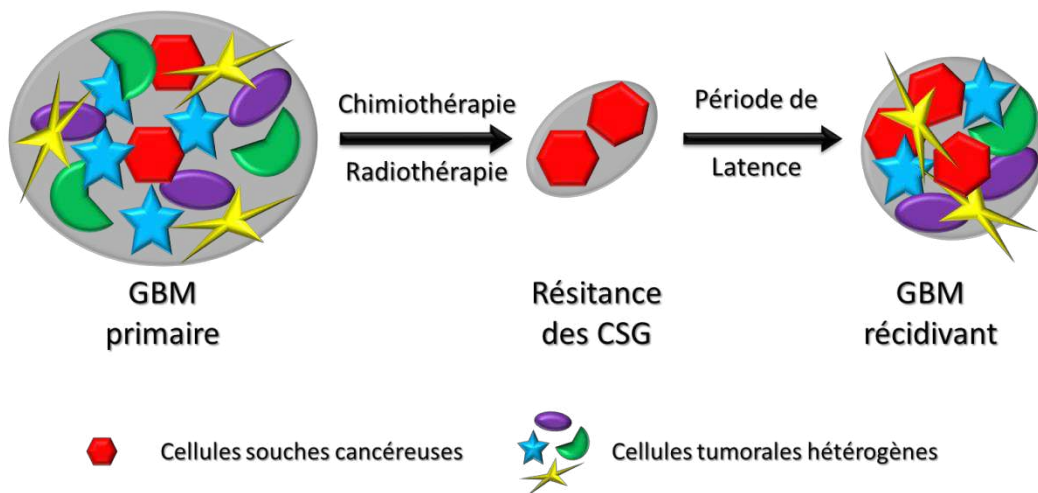 Chimiothérapie
Radiothérapie
Période de
Latence
GBM
primaire
Résitance
des CSG
GBM
récidivant
Cellules souches cancéreuses
Cellules tumorales hétérogènes